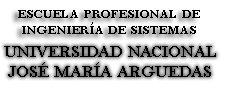 ESCUELA PROFESIONAL DE
INGENIERÍA DE SISTEMAS
UNIVERSIDAD NACIONAL
JOSÉ MARÍA ARGUEDAS